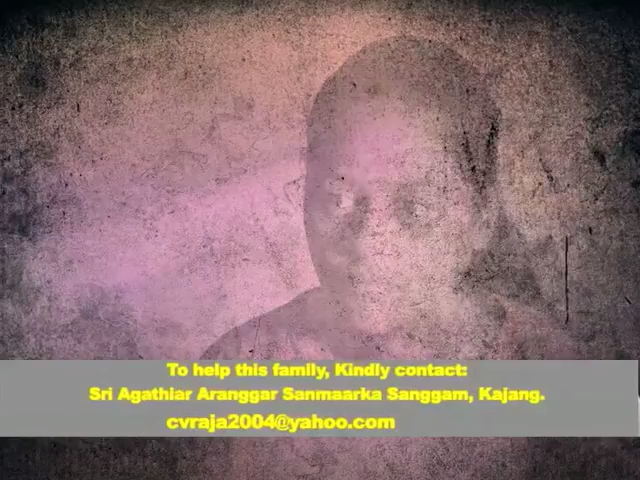 To help this family, Kindly contact:
Sri Agathiar Aranggar Sanmaarka Sanggam, Kajang.
cvraja2004@yahoo.com